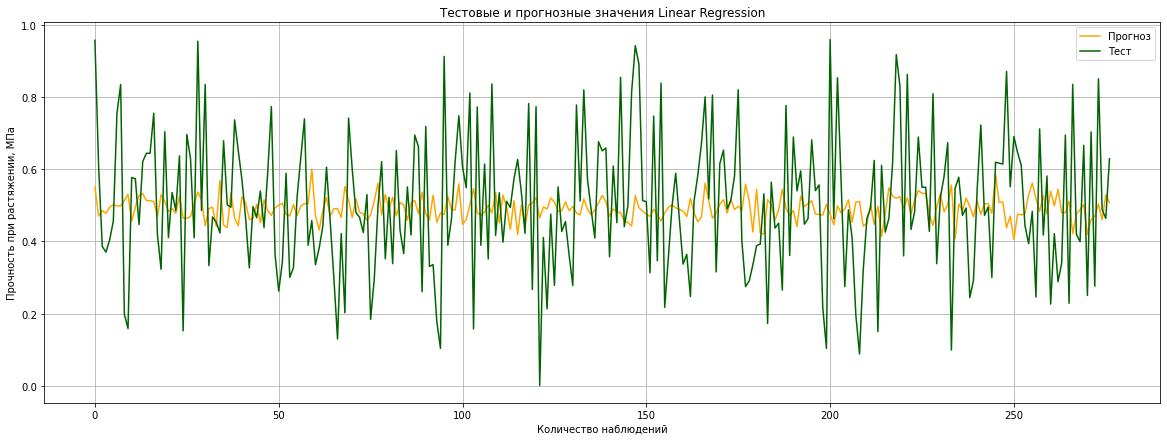 Тестовые и прогнозные значения Linear Regression
Прогноз
Тест
Прочность при растяжении, МПа
1.0
0.8
0.6
0.4
0.2
0.0
0
50
100
150
200
250
Количество наблюдений